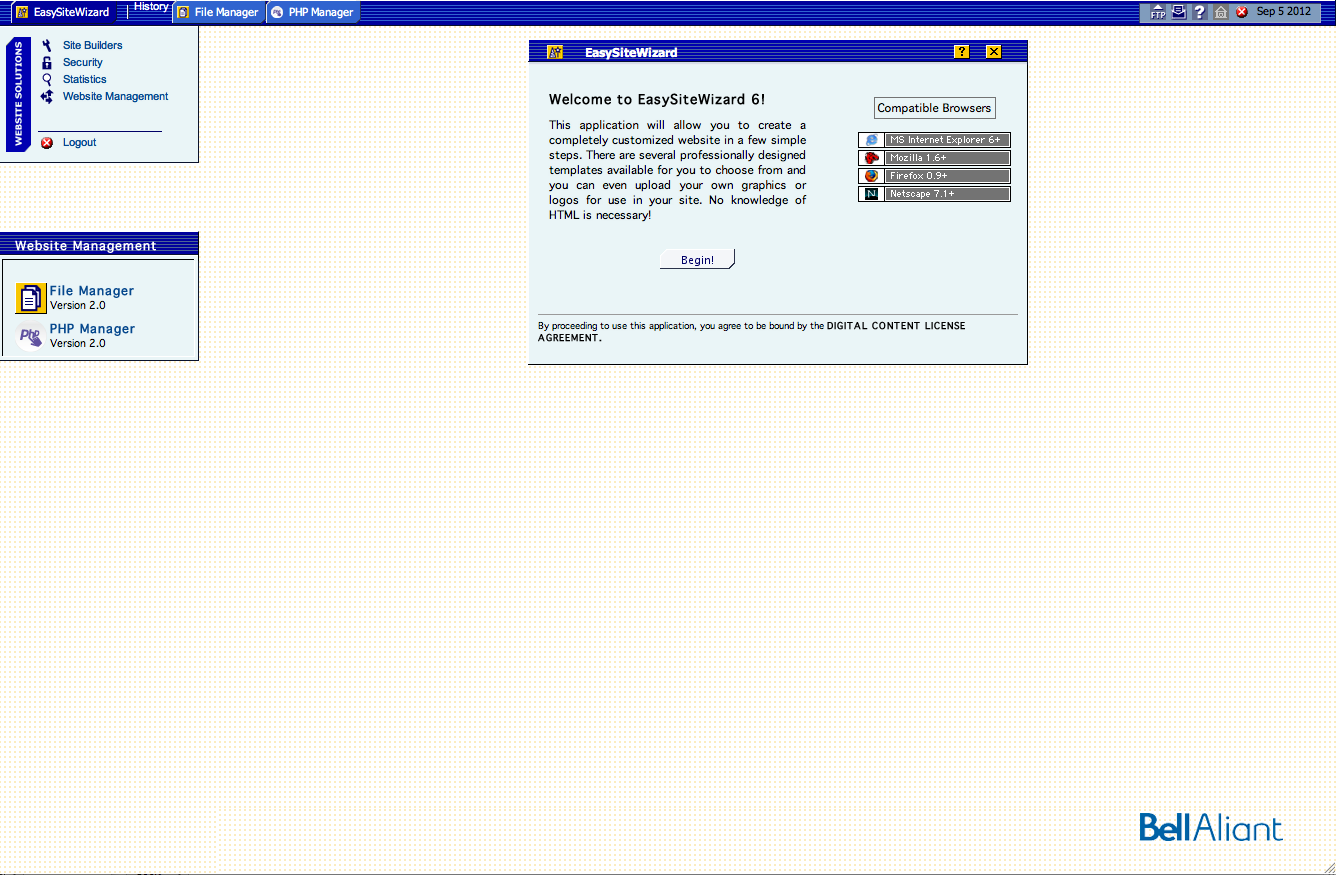 EasySiteWizard
History
File Manager
PHP Manager
FTP
?
Sep 5 2012
WEBSITE SOLUTIONS
Site Builders
Security
Statistics
Website Management
Logout
Website Management
File Manager
Version 2.0
Php
PHP Manager
Version 2.0
EasySiteWizard
?
Welcome to EasySiteWizard 6!
This application will allow you to create a
completely customized website in a few simple
steps. There are several professionally designed
templates available for you to choose from and
you can even upload your own graphics or
logos for use in your site. No knowledge of
HTML is necessary!
Begin!
Compatible Browsers
MS Internet Explorer 6+
Mozilla 1.6+
Firefox 0.9+
N
Netscape 7.1+
By proceeding to use this application, you agree to be bound by the DIGITAL CONTENT LICENSE
AGREEMENT.
BellAliant